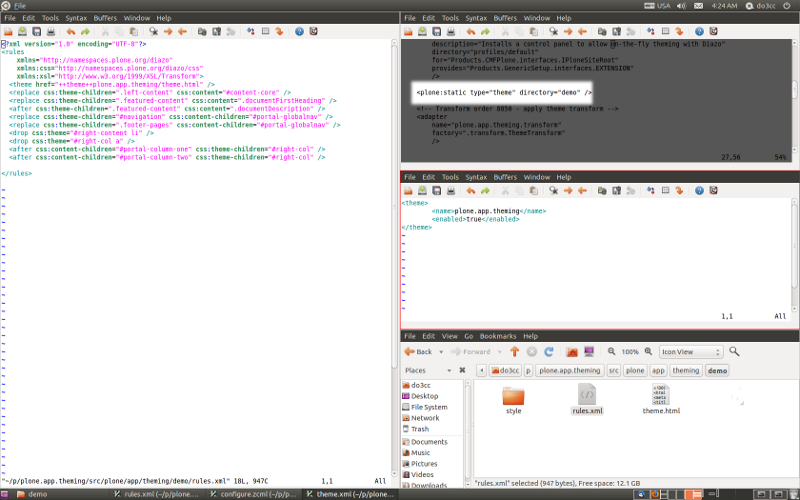 File
USA
4:24 AM
do3cc
File Edit Tools Syntax Buffers Window Help
<?xml version="1.0" encoding="UTF-8"?>
<rules
xmlns="http://namespaces.plone.org/diazo"
xmlns:css="http://namespaces.plone.org/diazo/css"
xmlns:xsl="http://www.w3.org/1999/XSL/Transform">
<theme href="++theme++plone.app.theming/theme.html" />
<replace css:theme-children=".left-content" css:content="#content-core" />
<replace css:theme-children=".featured-content" css:content=".documentFirstHeading" />
<after css:theme-children=".featured-content" css:content=".documentDescription" />
<replace css:theme-children="#navigation" css:content-children="#portal-globalnav" />
<replace css:theme-children=".footer-pages" css:content-children="#portal-globalnav" />
<drop css:theme="#right-content li" />
<drop css:theme="#right-col a" />
<after css:content-children="#portal-column-one" css:theme-children="#right-col" />
<after css:content-children="#portal-column-two" css:theme-children="#right-col" />
</rules>
"~/p/plone.app.theming/src/plone/app/theming/demo/rules.xml" 18L, 947C
1,1
All
File Edit Tools Syntax Buffers Window Help
description="Installs a control panel to allow on-the-fly theming with Diazo"
directory="profiles/default"
for="Products.CMFPlone.interfaces.IPloneSiteRoot"
provides="Products.GenericSetup.interfaces.EXTENSION"
/>
<plone:static type="theme" directory="demo" />
<!-- Transform order 8850 - apply theme transform -->
<adapter
name="plone.app.theming.transform"
factory=".transform.ThemeTransform"
/>
27,56
54%
File Edit Tools Syntax Buffers Window Help
<theme>
<name>plone.app.theming</name>
<enabled>true</enabled>
</theme>
1,1
All
File Edit View Go Bookmarks Help
Back
Forward
100%
Icon View
Places
do3cc
p
plone.app.theming
src
plone
app
theming
demo
do3cc
Desktop
File System
Network
Trash
Documents
Music
Pictures
Videos
Downloads
style
rules.xml
theme.html
"rules.xml" selected (947 bytes), Free space: 12.1 GB
demo
rules.xml (~/p/plone....
configure.zcml (~/p/p...
theme.xml (~/p/plone...